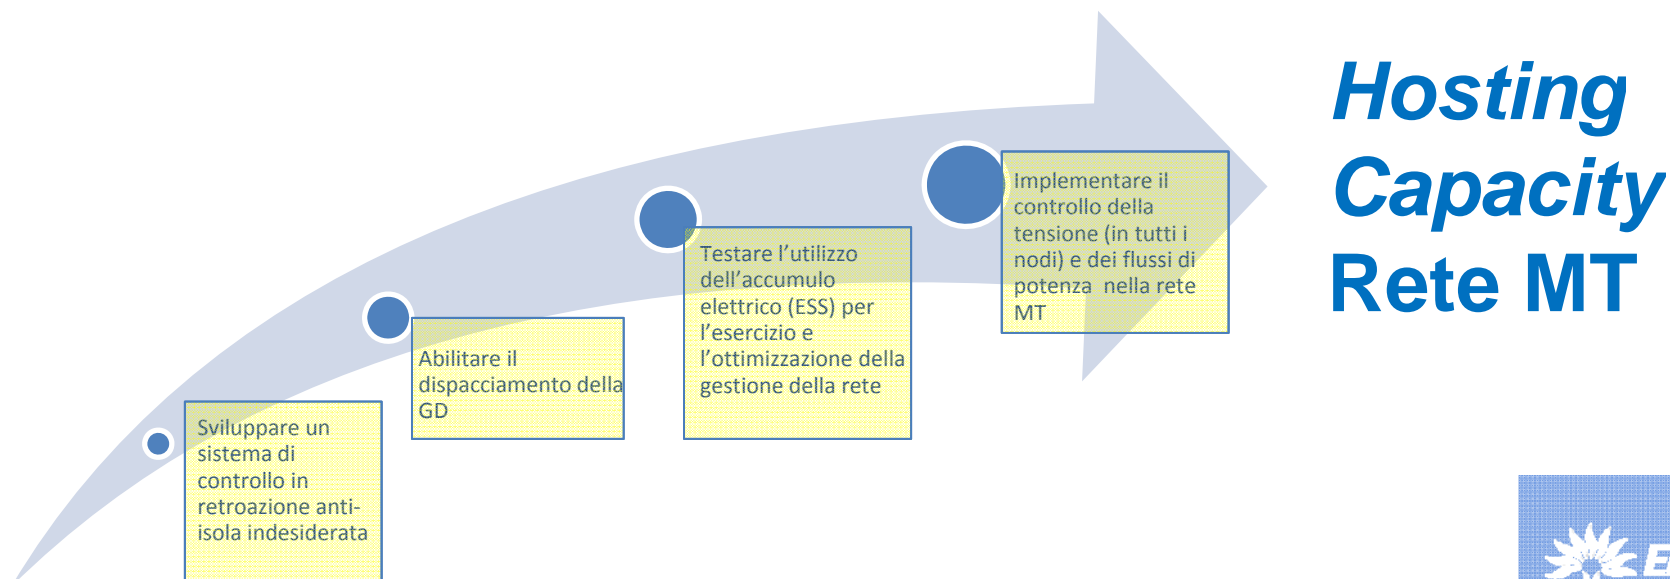 Hosting
Capacity
Rete MT
Implementare il
controllo della
tensione (in tutti i
nodi) e dei flussi di
potenza nella rete
MT
Testare l’utilizzo
dell’accumulo
elettrico (ESS) per
l’esercizio e
l’ottimizzazione della
gestione della rete
Abilitare il
dispacciamento della
GD
Sviluppare un
sistema di
controllo in
retroazione anti-
isola indesiderata